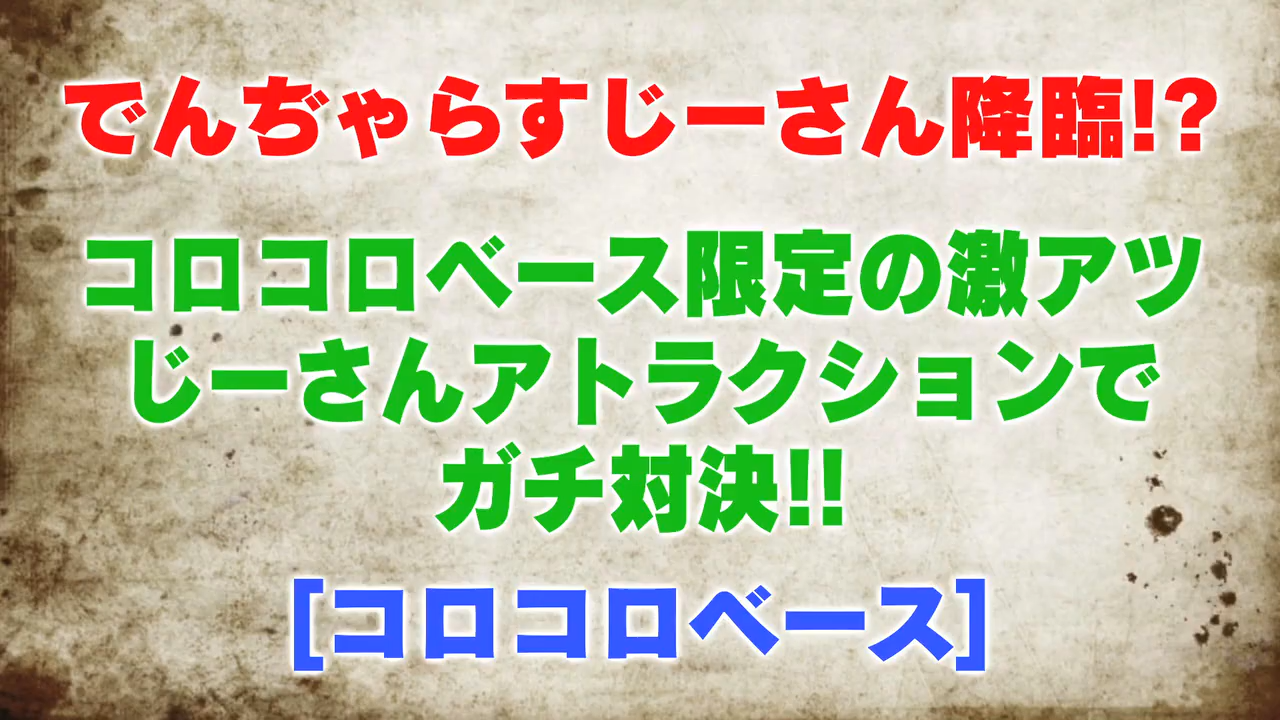 でんぢゃらすじーさん降臨!?
コロコロベース限定の激アツ
じーさんアトラクションで
ガチ対決!!
[コロコロベース]